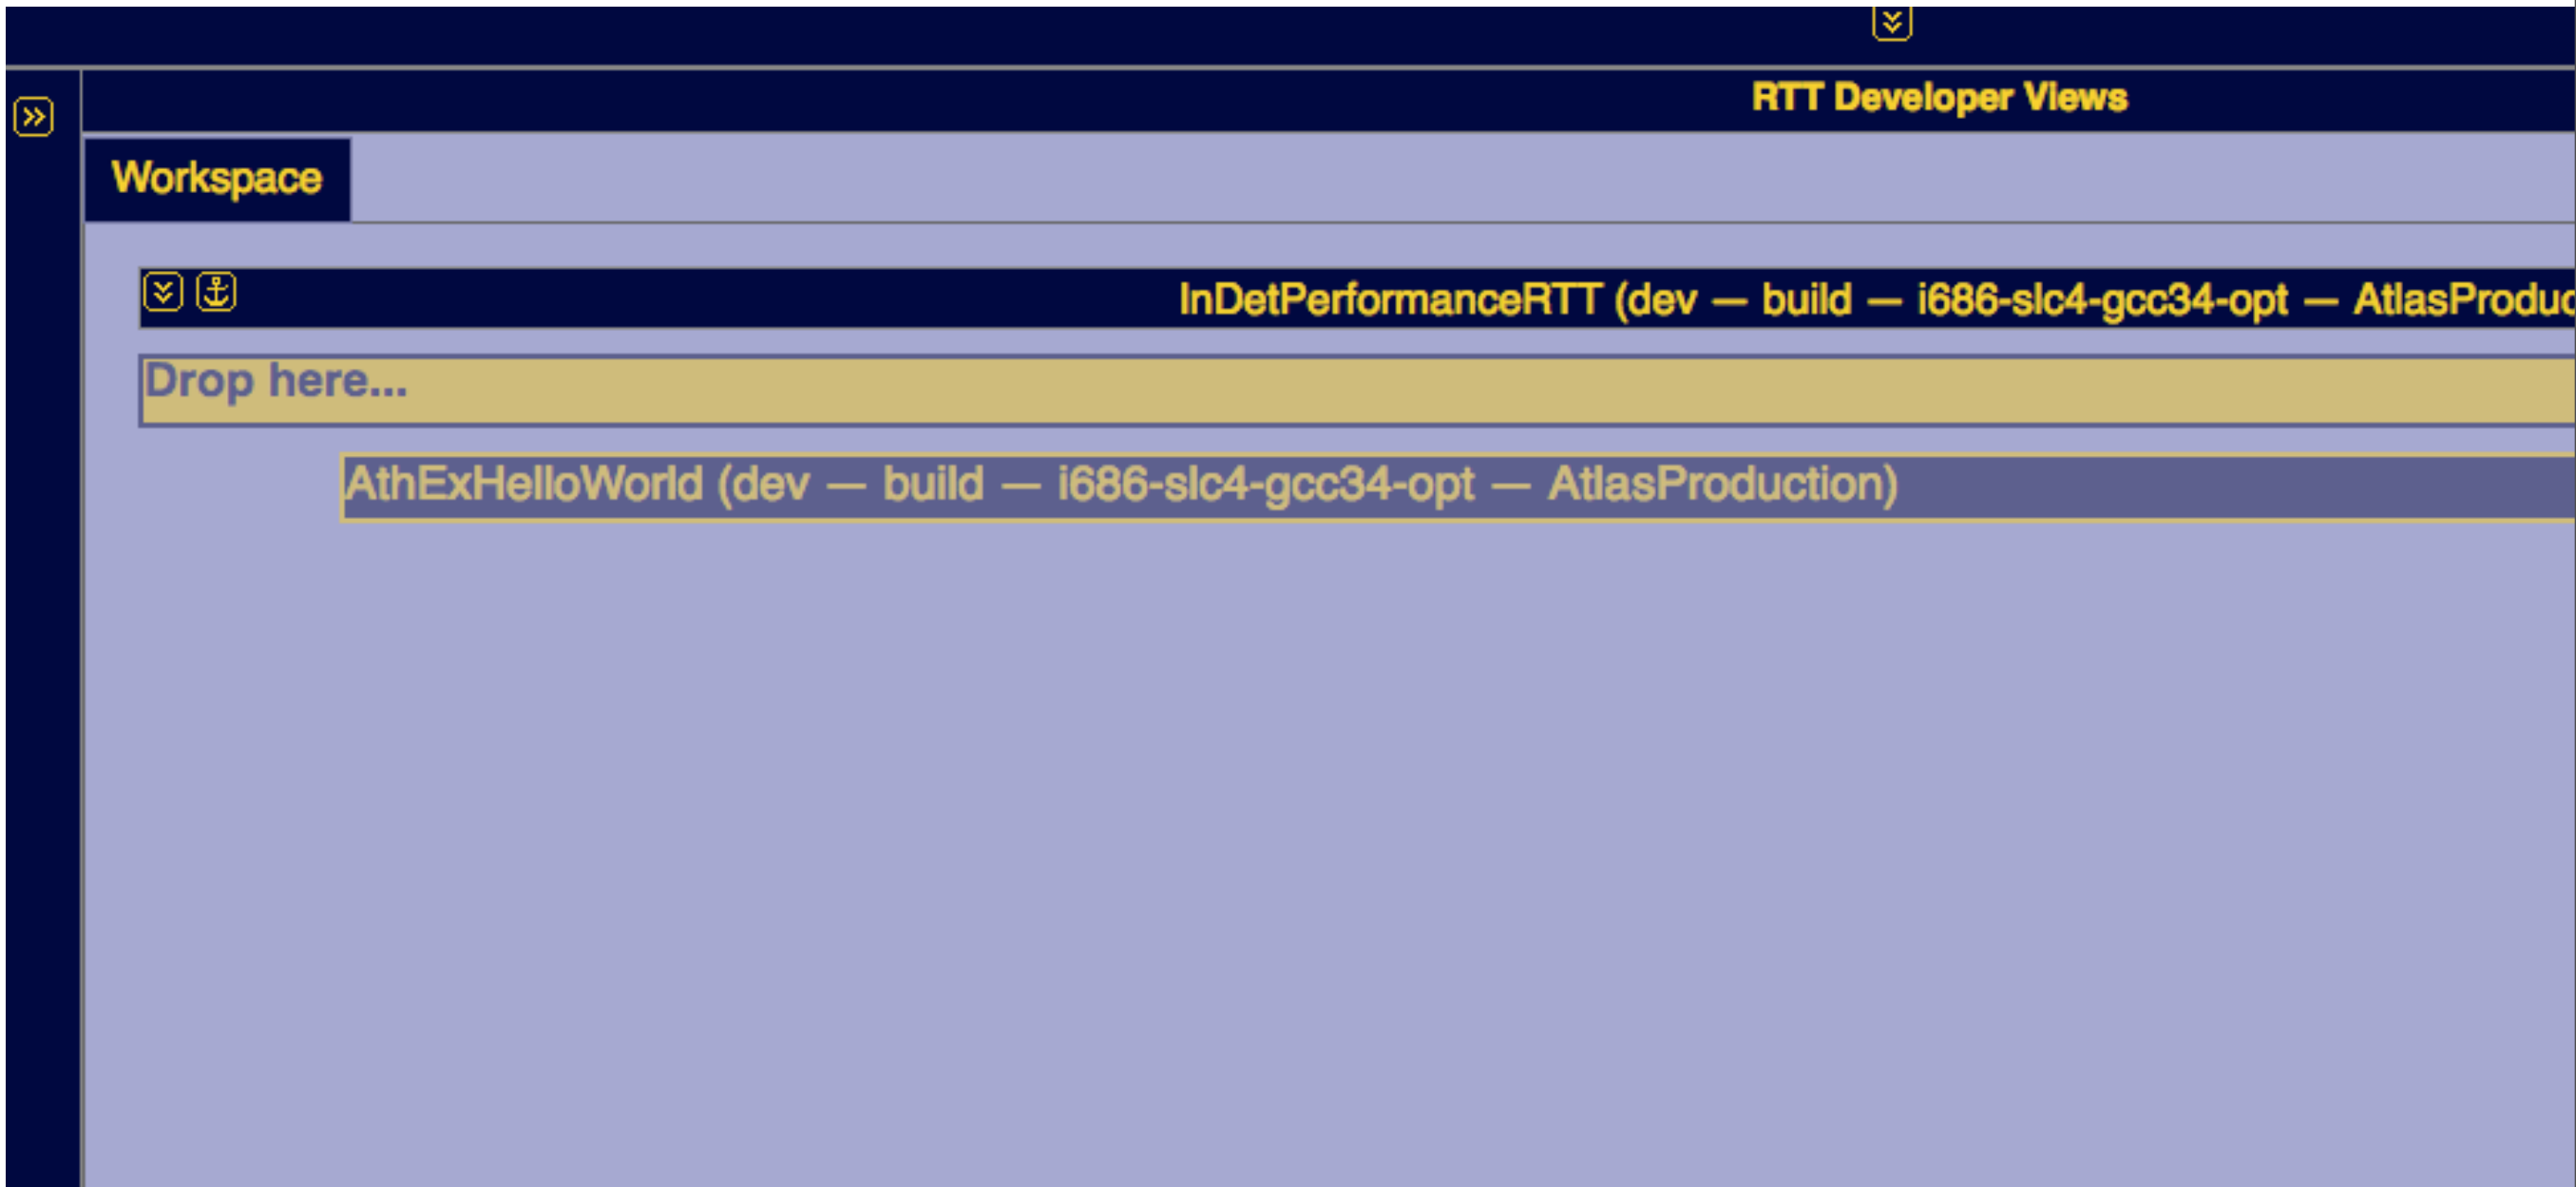 RTT Developer Views
Workspace
InDetPerformanceRTT (dev — build — i686-slc4-gcc34-opt — AtlasProduc
Drop here...
AthExHelloWorld (dev — build — i686-slc4-gcc34-opt — AtlasProduction)